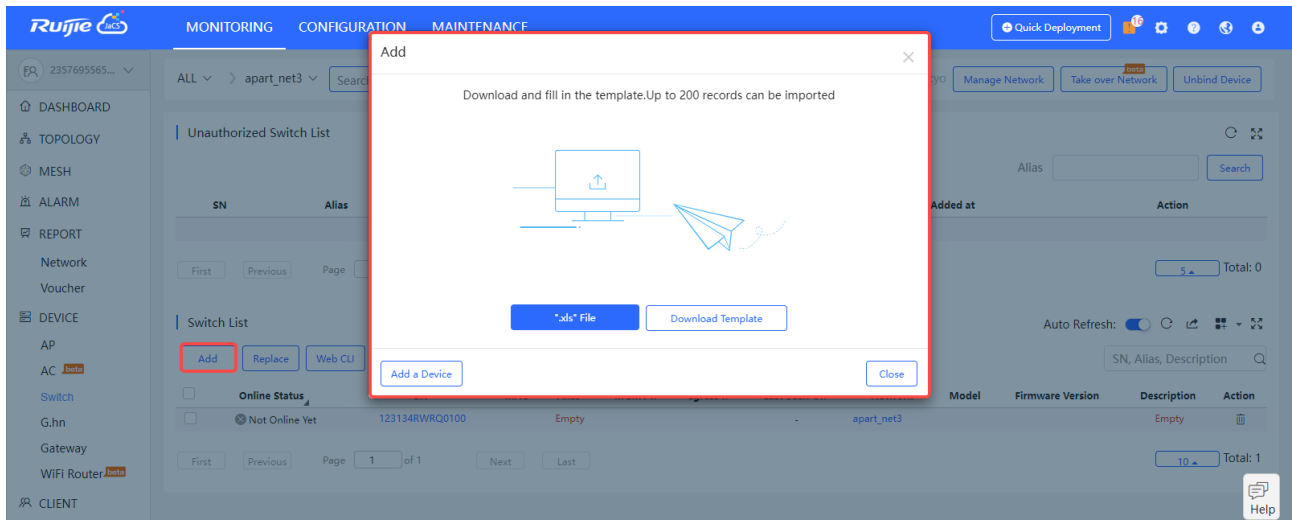 Ruijie JaCS MONITORING CONFIGURATION MAINTENANCE Quick Deployment 16
2357695565... ALL apart_net3 Manage Network Take over Network beta Unbind Device
Add
Download and fill in the template.Up to 200 records can be imported
".xls" File Download Template
Add a Device Close
DASHBOARD
TOPOLOGY
MESH
ALARM
REPORT
Network
Voucher
DEVICE
AP
AC beta
Switch
G.hn
Gateway
WiFi Router beta
CLIENT
Unauthorized Switch List
Alias Search
SN Alias Added at Action
First Previous Page 5 Total: 0
Switch List Auto Refresh:
Add Replace Web CLI SN, Alias, Description
Online Status Model Firmware Version Description Action
Not Online Yet 123134RWRQ0100 Empty - apart_net3 Empty
First Previous Page 1 of 1 Next Last 10 Total: 1
Help